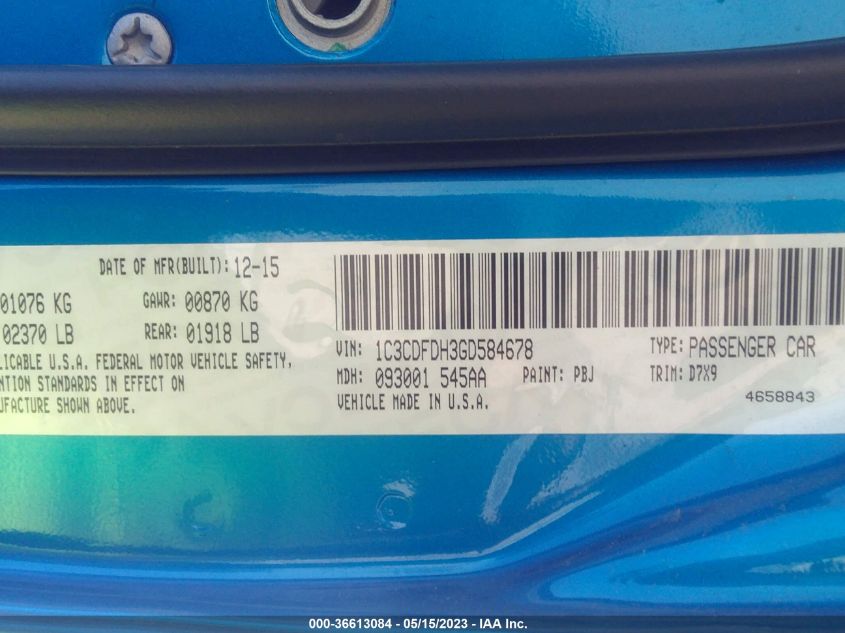 DATE OF MFR(BUILT): 12-15
01076 KG GAWR: 00870 KG
02370 LB REAR: 01918 LB
LICABLE U.S.A. FEDERAL MOTOR VEHICLE SAFETY,
NTION STANDARDS IN EFFECT ON
UFACTURE SHOWN ABOVE.
VIN: 1C3CDFDH3GD584678 TYPE: PASSENGER CAR
MDH: 093001 545AA PAINT: PBJ TRIM: D7X9
VEHICLE MADE IN U.S.A. 4658843
000-36613084 - 05/15/2023 - IAA Inc.